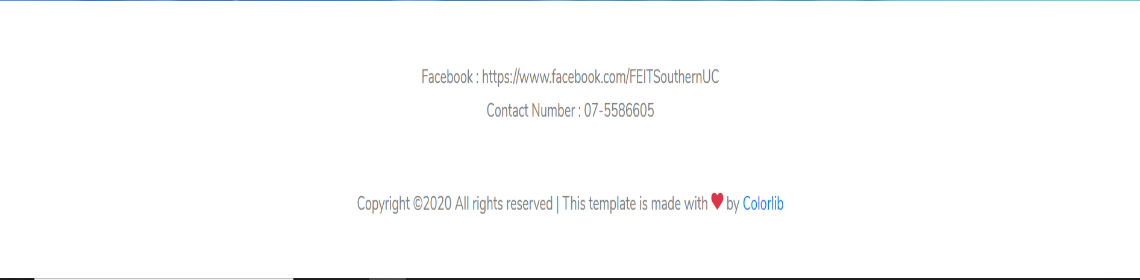 Facebook : https://www.facebook.com/FEITSouthernUC
Contact Number : 07-5586605
Copyright ©2020 All rights reserved | This template is made with ♥ by Colorlib